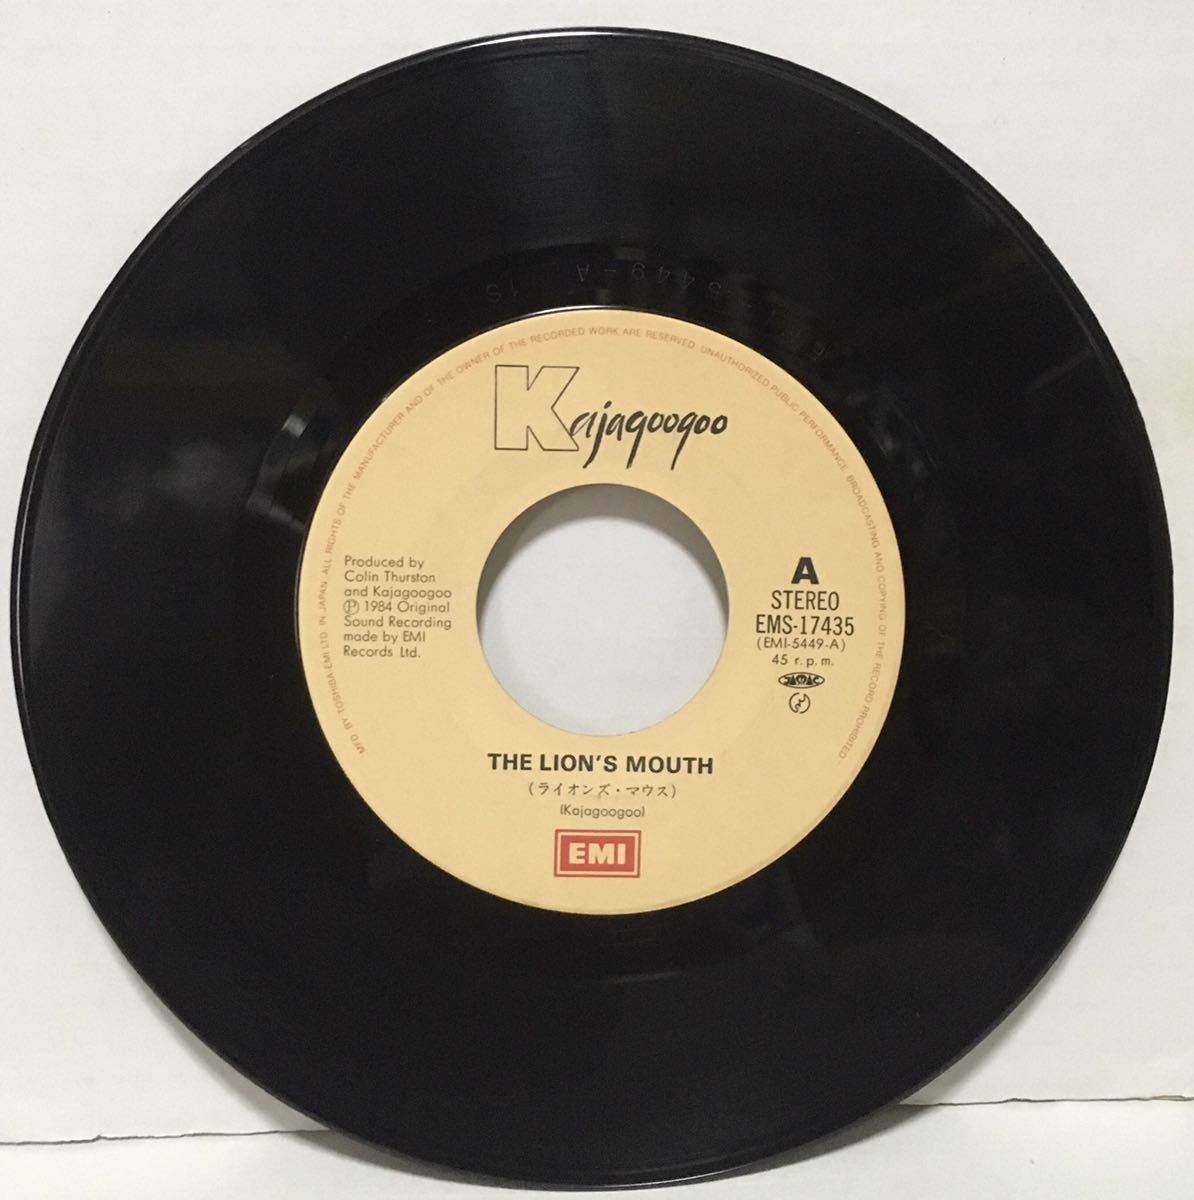 MFD BY TOSHIBA-EMI LTD. IN JAPAN. ALL RIGHTS OF THE MANUFACTURER AND OF THE OWNER OF THE RECORDED WORK ARE RESERVED. UNAUTHORIZED PUBLIC PERFORMANCE, BROADCASTING AND COPYING OF THE RECORD PROHIBITED.
Kajagoogoo
Produced by
Colin Thurston
and Kajagoogoo
Ⓟ 1984 Original
Sound Recording
made by EMI
Records Ltd.
A
STEREO
EMS-17435
(EMI-5449-A)
45 r.p.m.
JASRAC
THE LION'S MOUTH
(ライオンズ・マウス)
(Kajagoogoo)
EMI
5449-A 1S